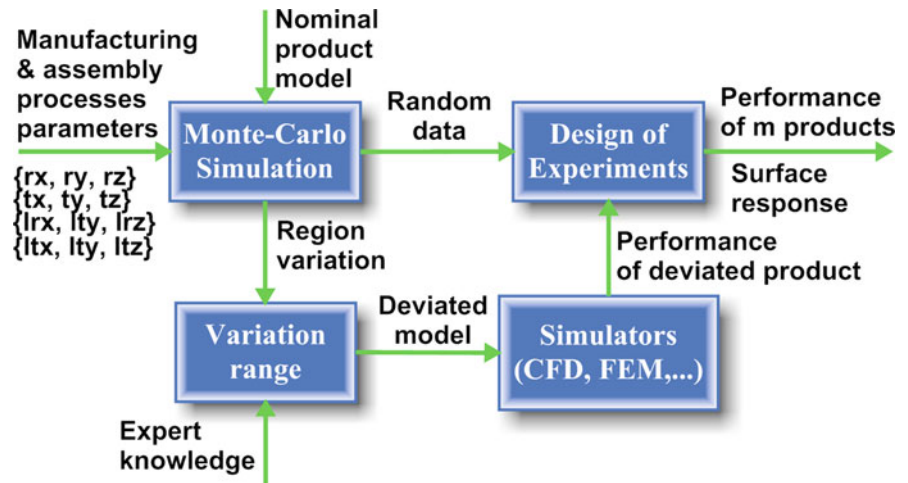 Manufacturing
& assembly
processes
parameters
{rx, ry, rz}
{tx, ty, tz}
{lrx, lty, lrz}
{ltx, lty, ltz}
Nominal
product
model
Monte-Carlo
Simulation
Random
data
Design of
Experiments
Performance
of m products
Surface
response
Region
variation
Performance
of deviated product
Variation
range
Deviated
model
Simulators
(CFD, FEM,...)
Expert
knowledge